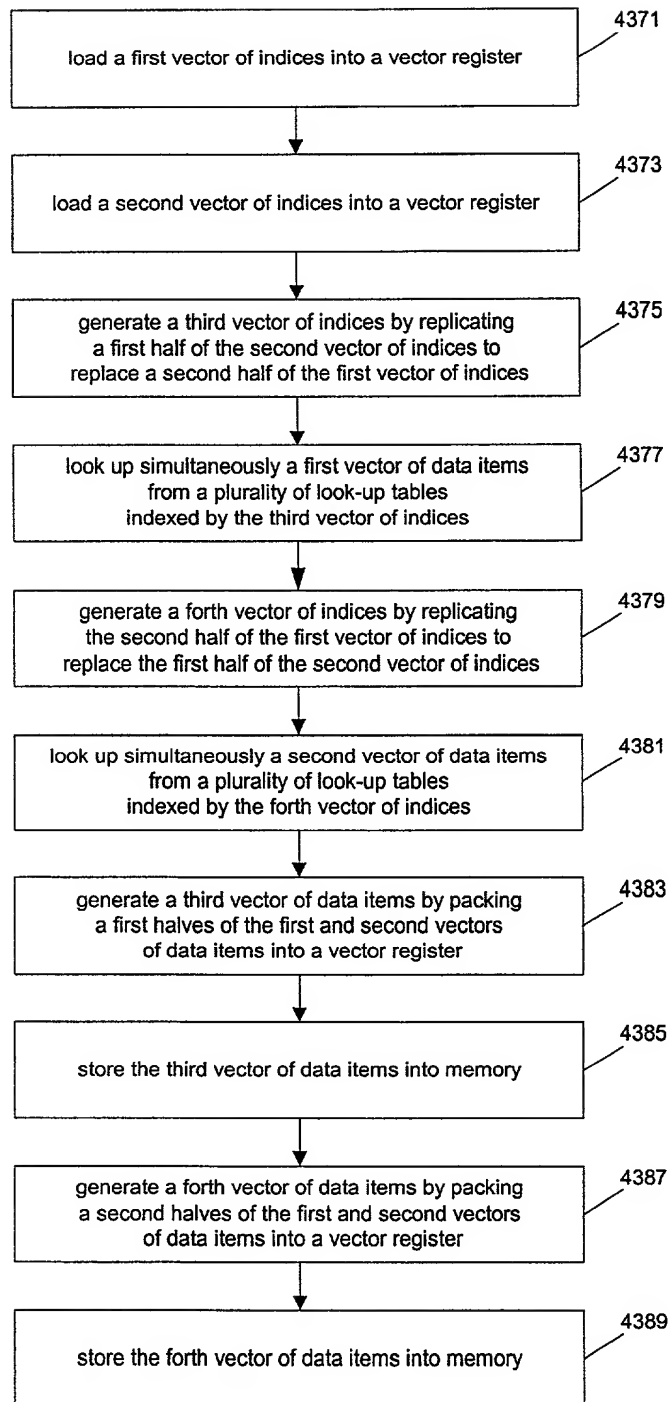 4371
load a first vector of indices into a vector register
4373
load a second vector of indices into a vector register
4375
generate a third vector of indices by replicating
a first half of the second vector of indices to
replace a second half of the first vector of indices
4377
look up simultaneously a first vector of data items
from a plurality of look-up tables
indexed by the third vector of indices
4379
generate a forth vector of indices by replicating
the second half of the first vector of indices to
replace the first half of the second vector of indices
4381
look up simultaneously a second vector of data items
from a plurality of look-up tables
indexed by the forth vector of indices
4383
generate a third vector of data items by packing
a first halves of the first and second vectors
of data items into a vector register
4385
store the third vector of data items into memory
4387
generate a forth vector of data items by packing
a second halves of the first and second vectors
of data items into a vector register
4389
store the forth vector of data items into memory